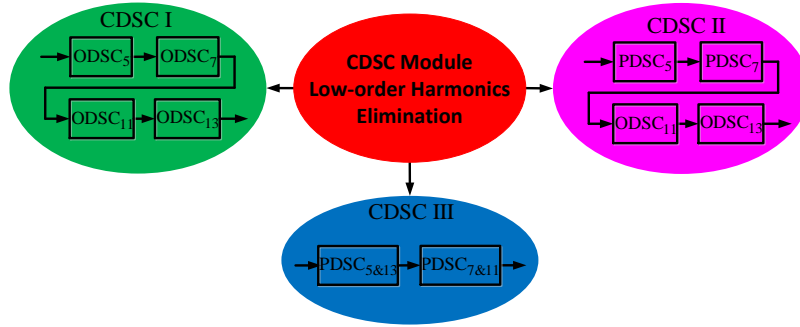 CDSC I
ODSC5 ODSC7
ODSC11 ODSC13
CDSC Module
Low-order Harmonics
Elimination
CDSC II
PDSC5 PDSC7
ODSC11 ODSC13
CDSC III
PDSC5&13 PDSC7&11